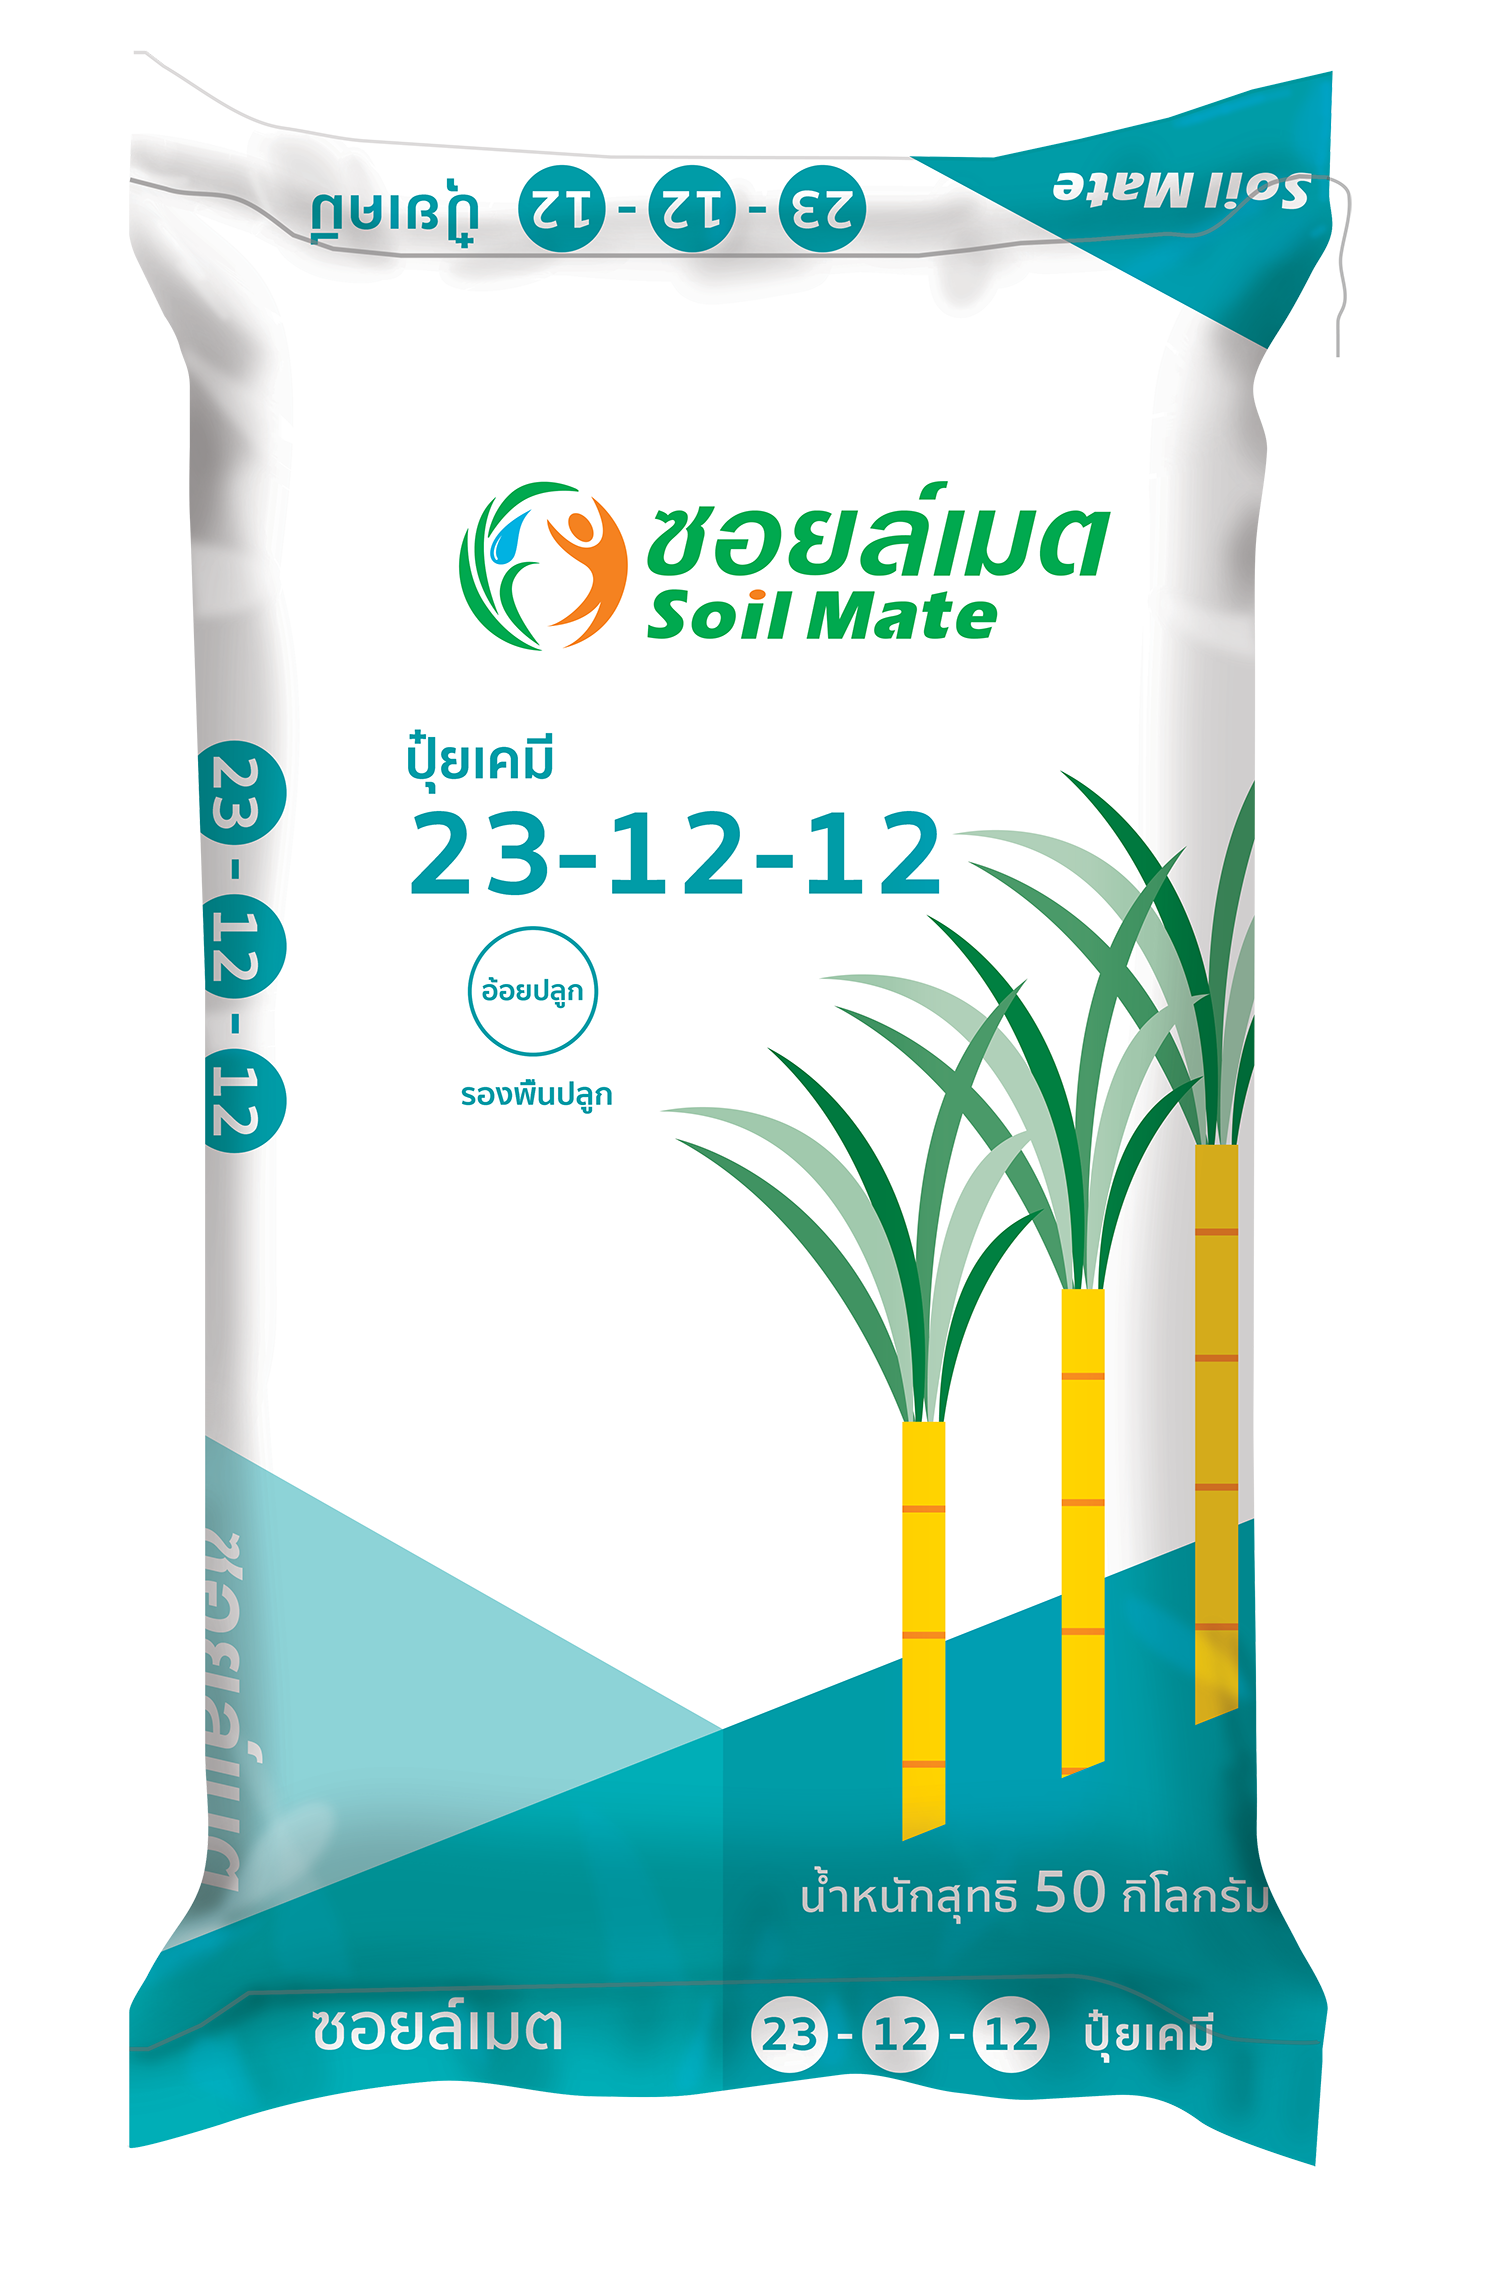 ปุ๋ยเคมี 23-12-12
Soil Mate
ซอยล์เมต
Soil Mate
ปุ๋ยเคมี
23-12-12
อ้อยปลูก
รองพื้นปลูก
23-12-12
ซอยล์เมต
น้ำหนักสุทธิ 50 กิโลกรัม
ซอยล์เมต
23-12-12 ปุ๋ยเคมี